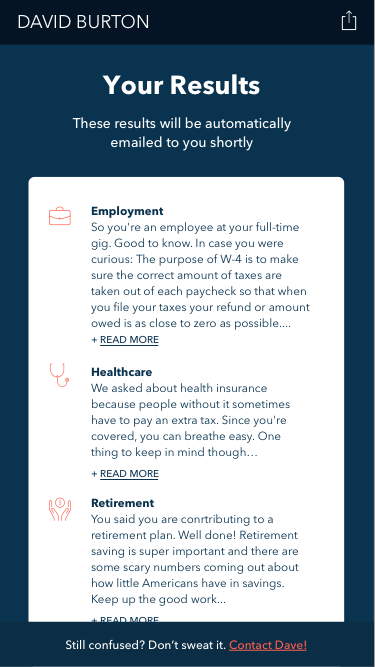 DAVID BURTON
Your Results
These results will be automatically
emailed to you shortly
Employment
So you're an employee at your full-time
gig. Good to know. In case you were
curious: The purpose of W-4 is to make
sure the correct amount of taxes are
taken out of each paycheck so that when
you file your taxes your refund or amount
owed is as close to zero as possible....
+ READ MORE
Healthcare
We asked about health insurance
because people without it sometimes
have to pay an extra tax. Since you're
covered, you can breathe easy. One
thing to keep in mind though…
+ READ MORE
Retirement
You said you are conrtributing to a
retirement plan. Well done! Retirement
saving is super important and there are
some scary numbers coming out about
how little Americans have in savings.
Keep up the good work...
+ READ MORE
Still confused? Don’t sweat it. Contact Dave!